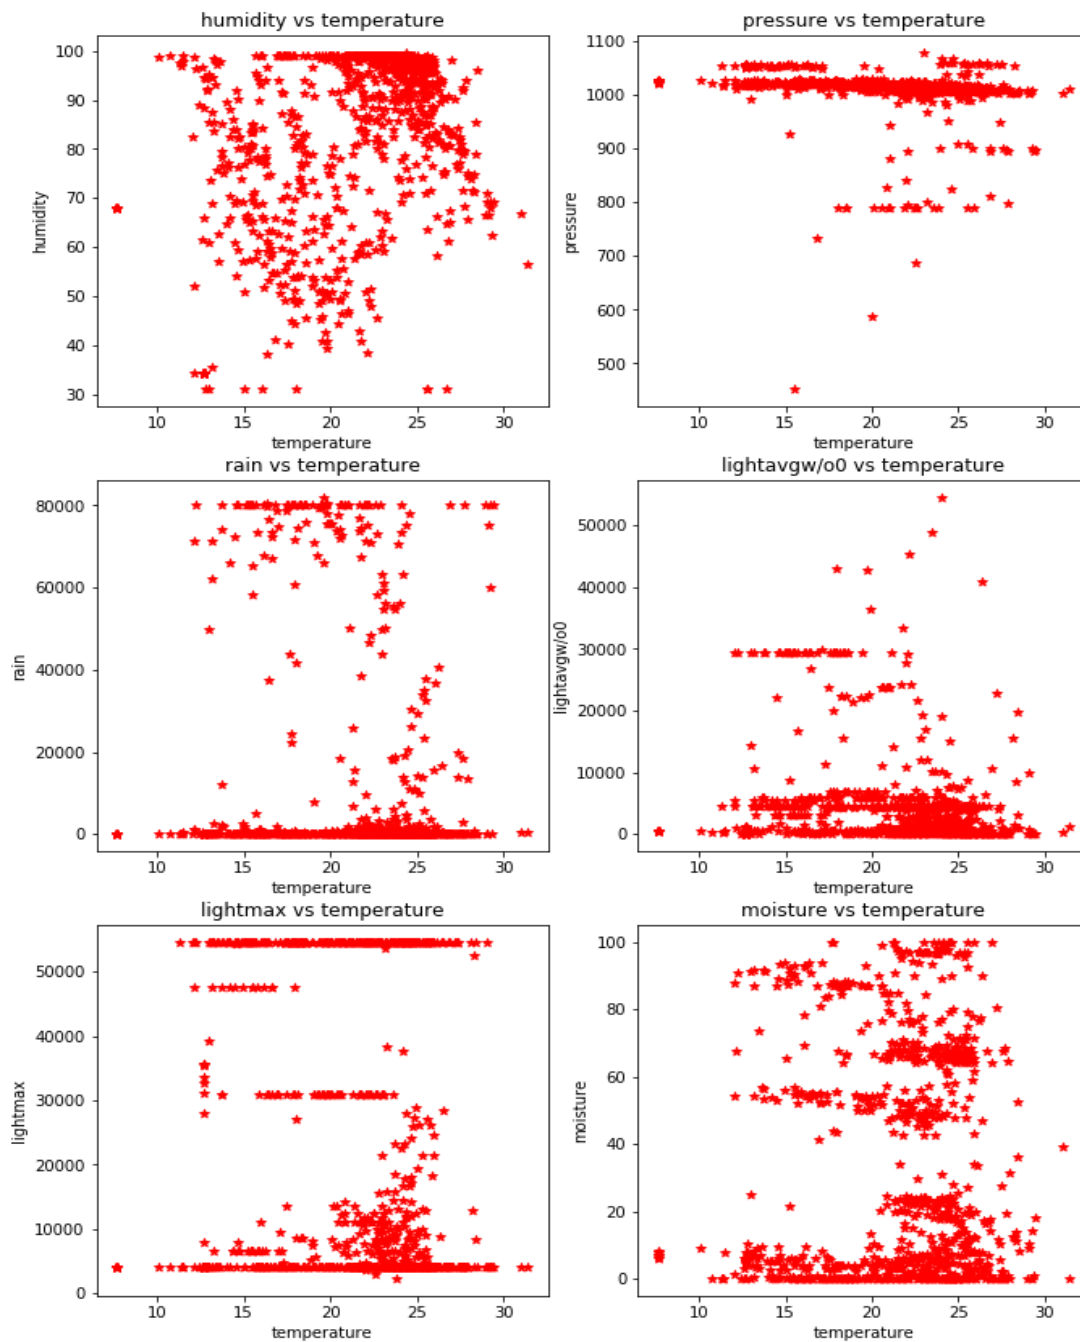 humidity vs temperature
100
90
80
70
60
50
40
30
humidity
10 15 20 25 30
temperature
pressure vs temperature
1100
1000
900
800
700
600
500
pressure
10 15 20 25 30
temperature
rain vs temperature
80000
60000
40000
20000
0
rain
10 15 20 25 30
temperature
lightavgw/o0 vs temperature
50000
40000
30000
20000
10000
0
lightavgw/o0
10 15 20 25 30
temperature
lightmax vs temperature
50000
40000
30000
20000
10000
0
lightmax
10 15 20 25 30
temperature
moisture vs temperature
100
80
60
40
20
0
moisture
10 15 20 25 30
temperature